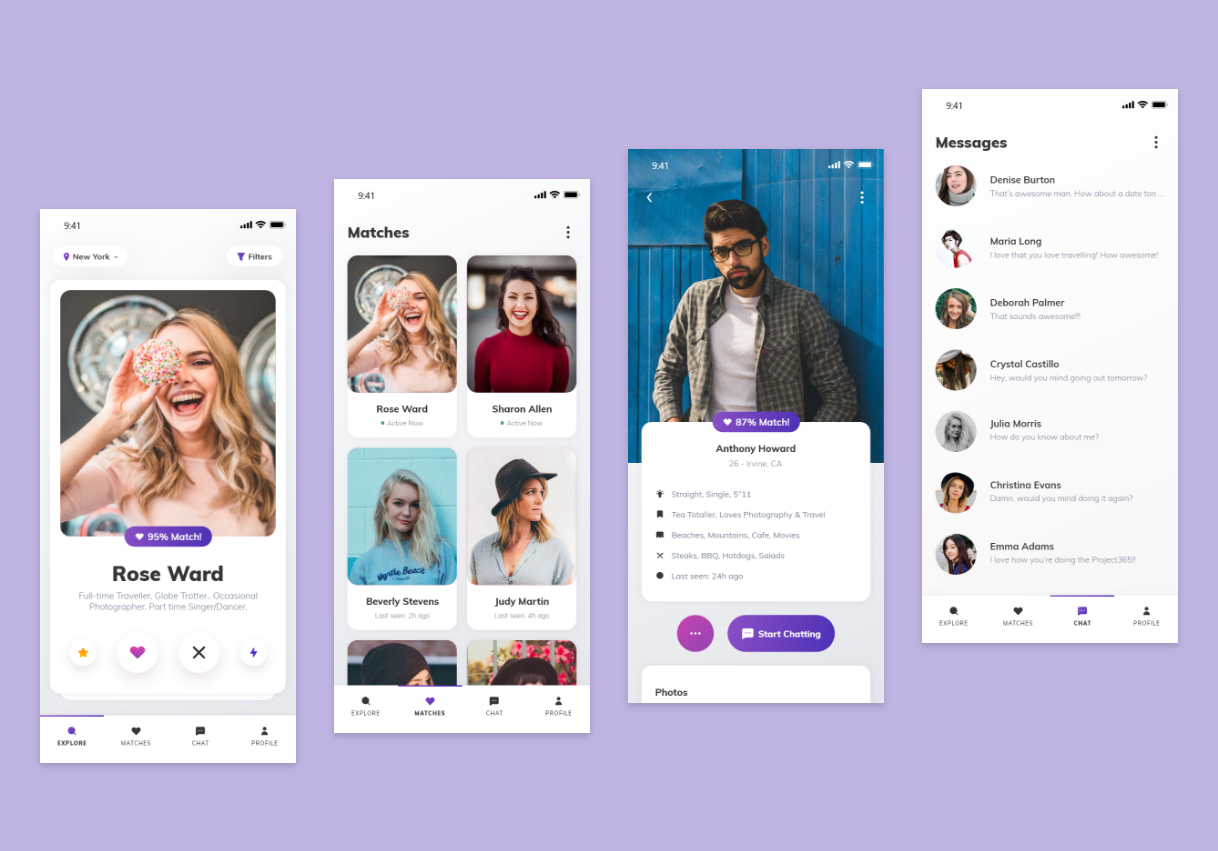 9:41
New York
Filters
95% Match!
Rose Ward
Full-time Traveller. Globe Trotter.. Occasional
Photographer. Part time Singer/Dancer.
EXPLORE
MATCHES
CHAT
PROFILE
9:41
Matches
Rose Ward
Active Now
Sharon Allen
Active Now
Myrtle Beach
Beverly Stevens
Last seen: 2h ago
Judy Martin
Last seen: 4h ago
EXPLORE
MATCHES
CHAT
PROFILE
9:41
87% Match!
Anthony Howard
26 - Irvine, CA
Straight, Single, 5"11
Tea Totaller, Loves Photography & Travel
Beaches, Mountains, Cafe, Movies
Steaks, BBQ, Hotdogs, Salads
Last seen: 24h ago
Start Chatting
Photos
9:41
Messages
Denise Burton
That's awesome man. How about a date ton ...
Maria Long
I love that you love travelling! How awesome!
Deborah Palmer
That sounds awesome!!!
Crystal Castillo
Hey, would you mind going out tomorrow?
Julia Morris
How do you know about me?
Christina Evans
Damn, would you mind doing it again?
Emma Adams
I love how you're doing the Project365!!
EXPLORE
MATCHES
CHAT
PROFILE